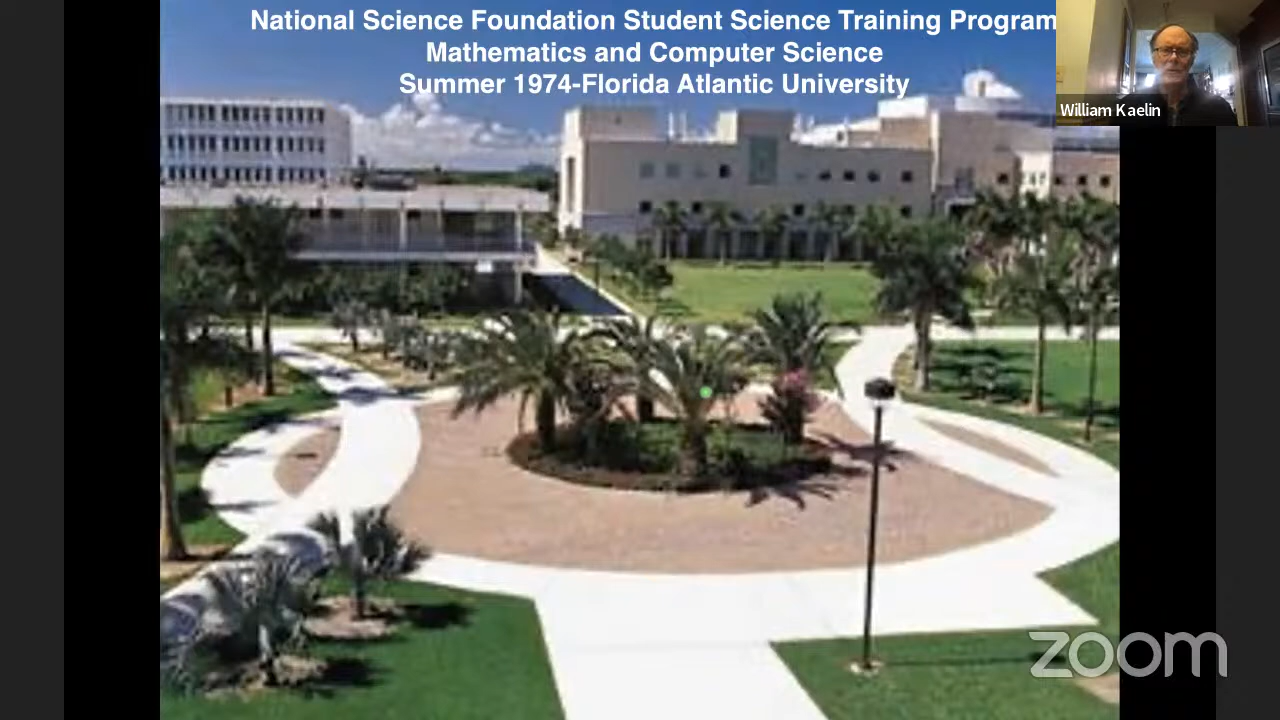 National Science Foundation Student Science Training Program
Mathematics and Computer Science
Summer 1974-Florida Atlantic University
William Kaelin
zoom